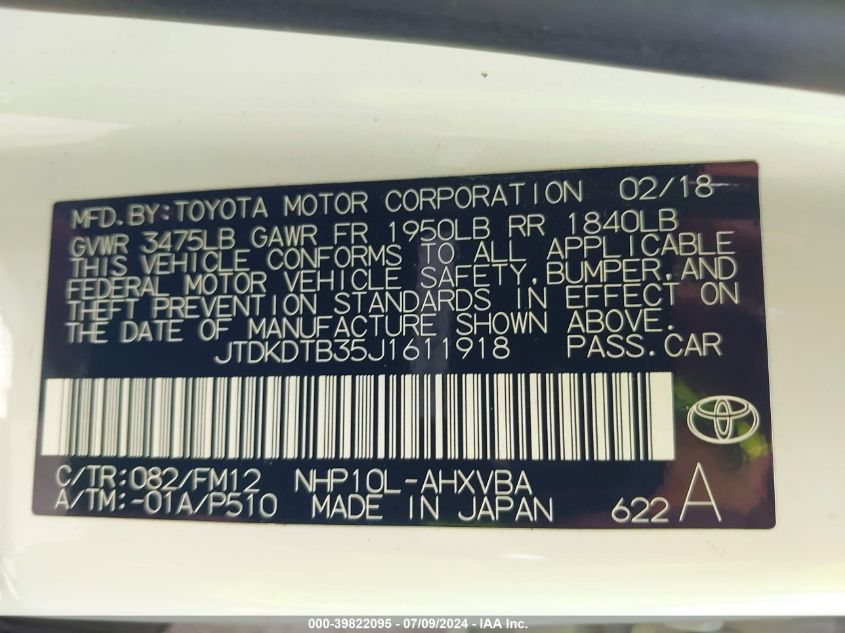 MFD.BY:TOYOTA MOTOR CORPORATION 02/18
GVWR 3475LB GAWR FR 1950LB RR 1840LB
THIS VEHICLE CONFORMS TO ALL APPLICABLE
FEDERAL MOTOR VEHICLE SAFETY,BUMPER,AND
THEFT PREVENTION STANDARDS IN EFFECT ON
THE DATE OF MANUFACTURE SHOWN ABOVE.
JTDKDTB35J1611918 PASS.CAR
C/TR:082/FM12 NHP10L-AHXVBA
A/TM:-01A/P510 MADE IN JAPAN 622 A
000-39822095 - 07/09/2024 - IAA Inc.